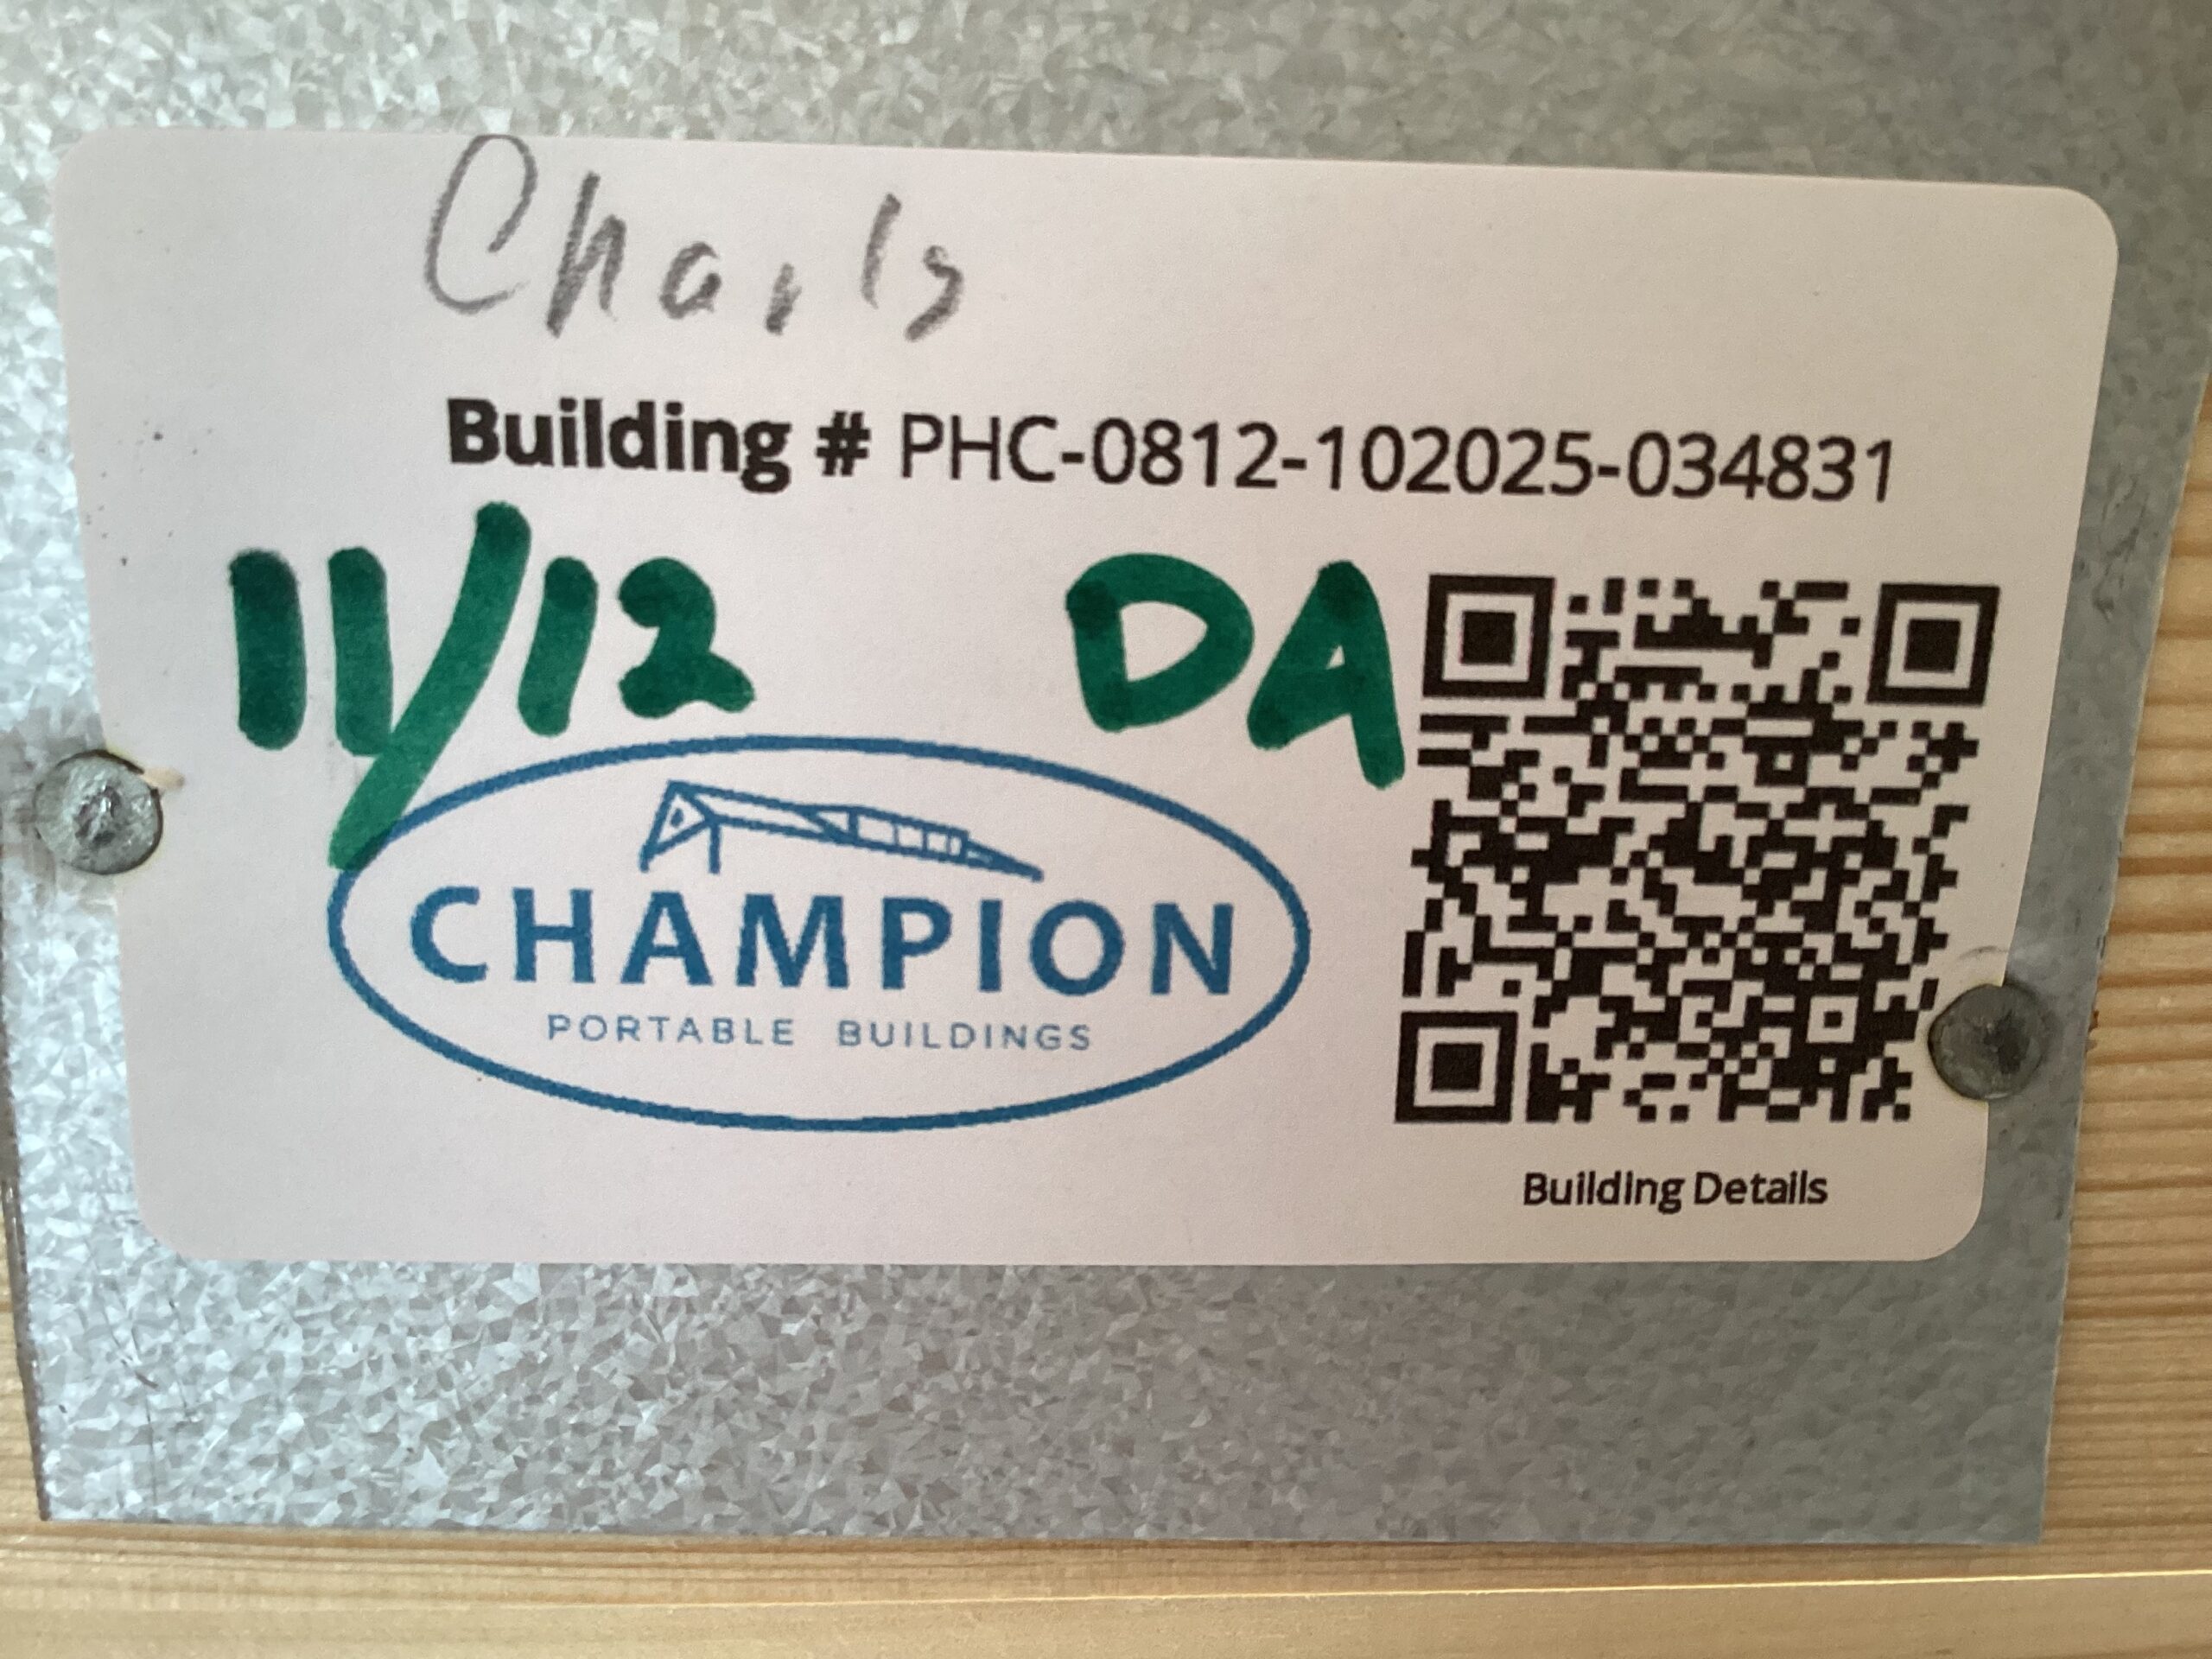 Charls
Building # PHC-0812-102025-034831
11/12 DA
CHAMPION
PORTABLE BUILDINGS
Building Details